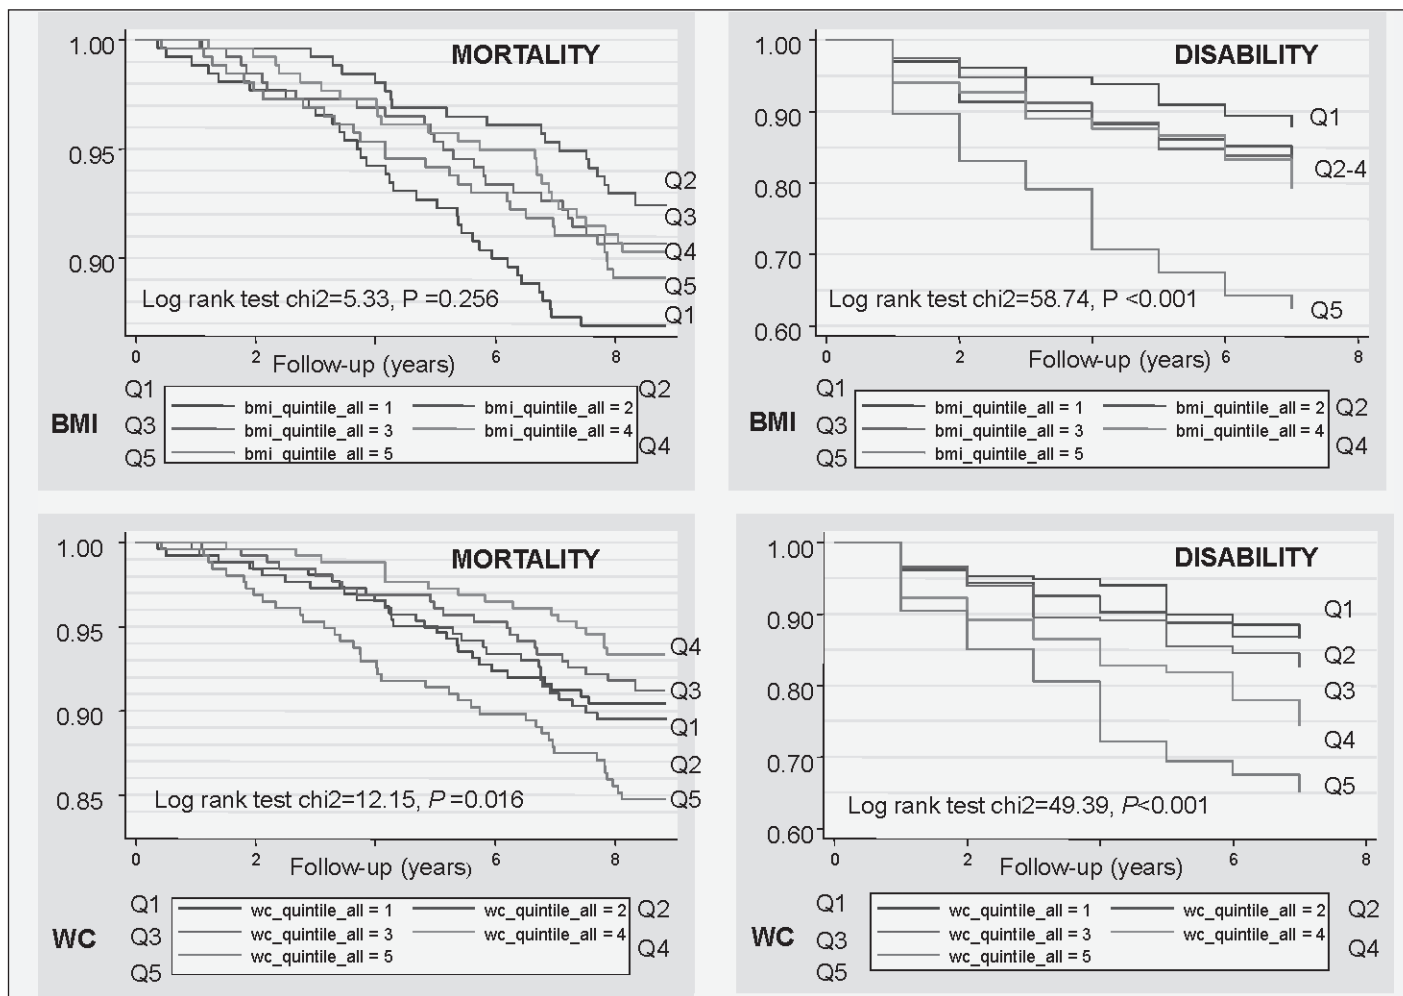 MORTALITY
1.00
0.95
0.90
Q2
Q3
Q4
Q5
Q1
Log rank test chi2=5.33, P =0.256
0 2 6 8
Follow-up (years)
Q1 Q2
bmi_quintile_all = 1 bmi_quintile_all = 2
BMI Q3 bmi_quintile_all = 3 bmi_quintile_all = 4 Q4
Q5 bmi_quintile_all = 5
DISABILITY
1.00
0.90
0.80
0.70
0.60
Q1
Q2-4
Q5
Log rank test chi2=58.74, P <0.001
0 2 6 8
Follow-up (years)
Q1
bmi_quintile_all = 1 bmi_quintile_all = 2 Q2
BMI Q3 bmi_quintile_all = 3 bmi_quintile_all = 4 Q4
Q5 bmi_quintile_all = 5
MORTALITY
1.00
0.95
0.90
0.85
Q4
Q3
Q1
Q2
Q5
Log rank test chi2=12.15, P =0.016
0 2 6 8
Follow-up (years)
Q1 wc_quintile_all = 1 wc_quintile_all = 2 Q2
WC Q3 wc_quintile_all = 3 wc_quintile_all = 4 Q4
Q5 wc_quintile_all = 5
DISABILITY
1.00
0.90
0.80
0.70
0.60
Q1
Q2
Q3
Q4
Q5
Log rank test chi2=49.39, P<0.001
0 2 6 8
Follow-up (years)
Q1 wc_quintile_all = 1 wc_quintile_all = 2 Q2
WC Q3 wc_quintile_all = 3 wc_quintile_all = 4 Q4
Q5 wc_quintile_all = 5